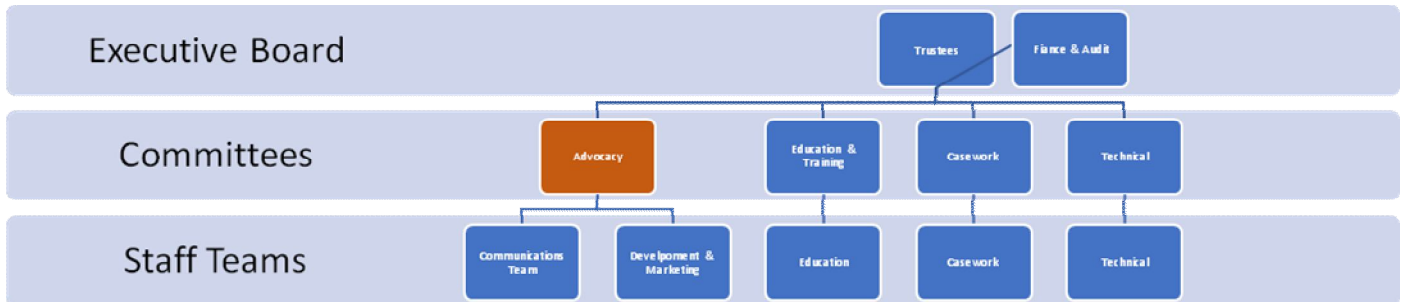 Executive Board
Trustees
Fiance & Audit
Committees
Advocacy
Education &
Training
Casework
Technical
Staff Teams
Communications
Team
Develpoment &
Marketing
Education
Casework
Technical